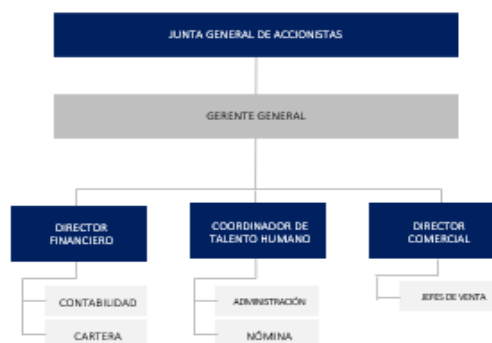 JUNTA GENERAL DE ACCIONISTAS
GERENTE GENERAL
DIRECTOR
FINANCIERO
COORDINADOR DE
TALENTO HUMANO
DIRECTOR
COMERCIAL
CONTABILIDAD
CARTERA
ADMINISTRACIÓN
NÓMINA
JEFES DE VENTA